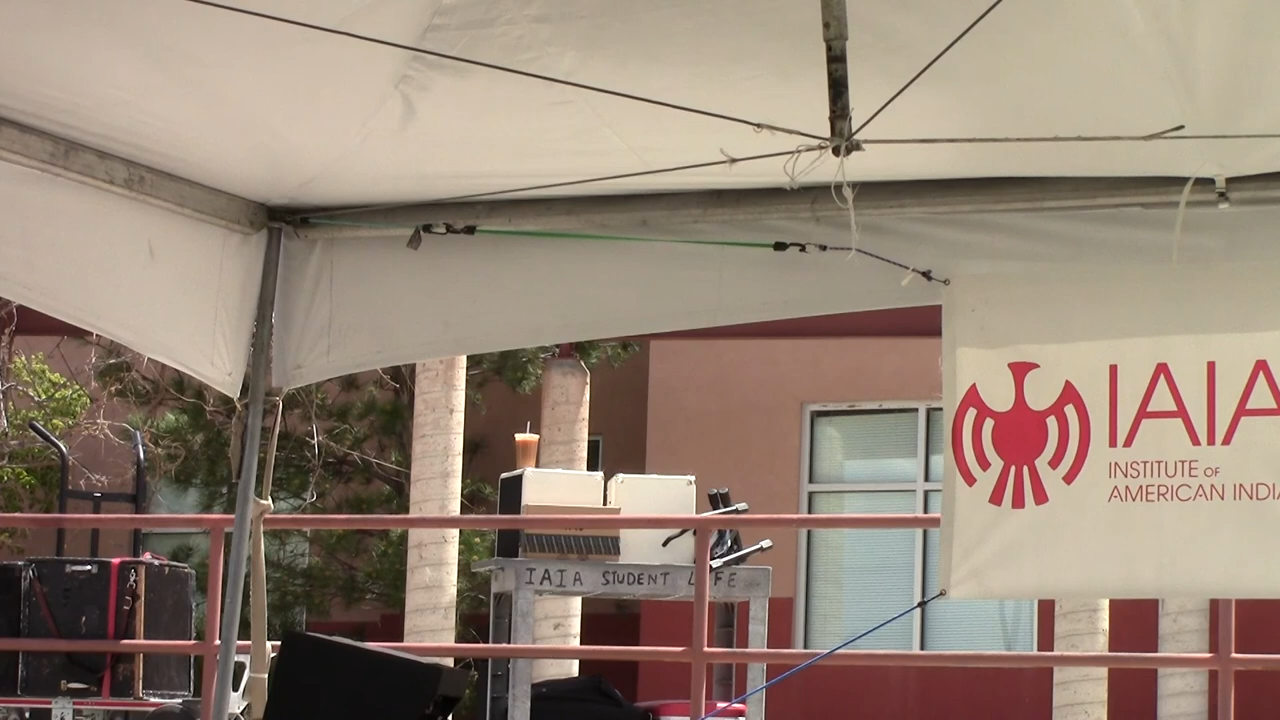 IAIA
INSTITUTE OF
AMERICAN INDIA
IAIA STUDENT LIFE